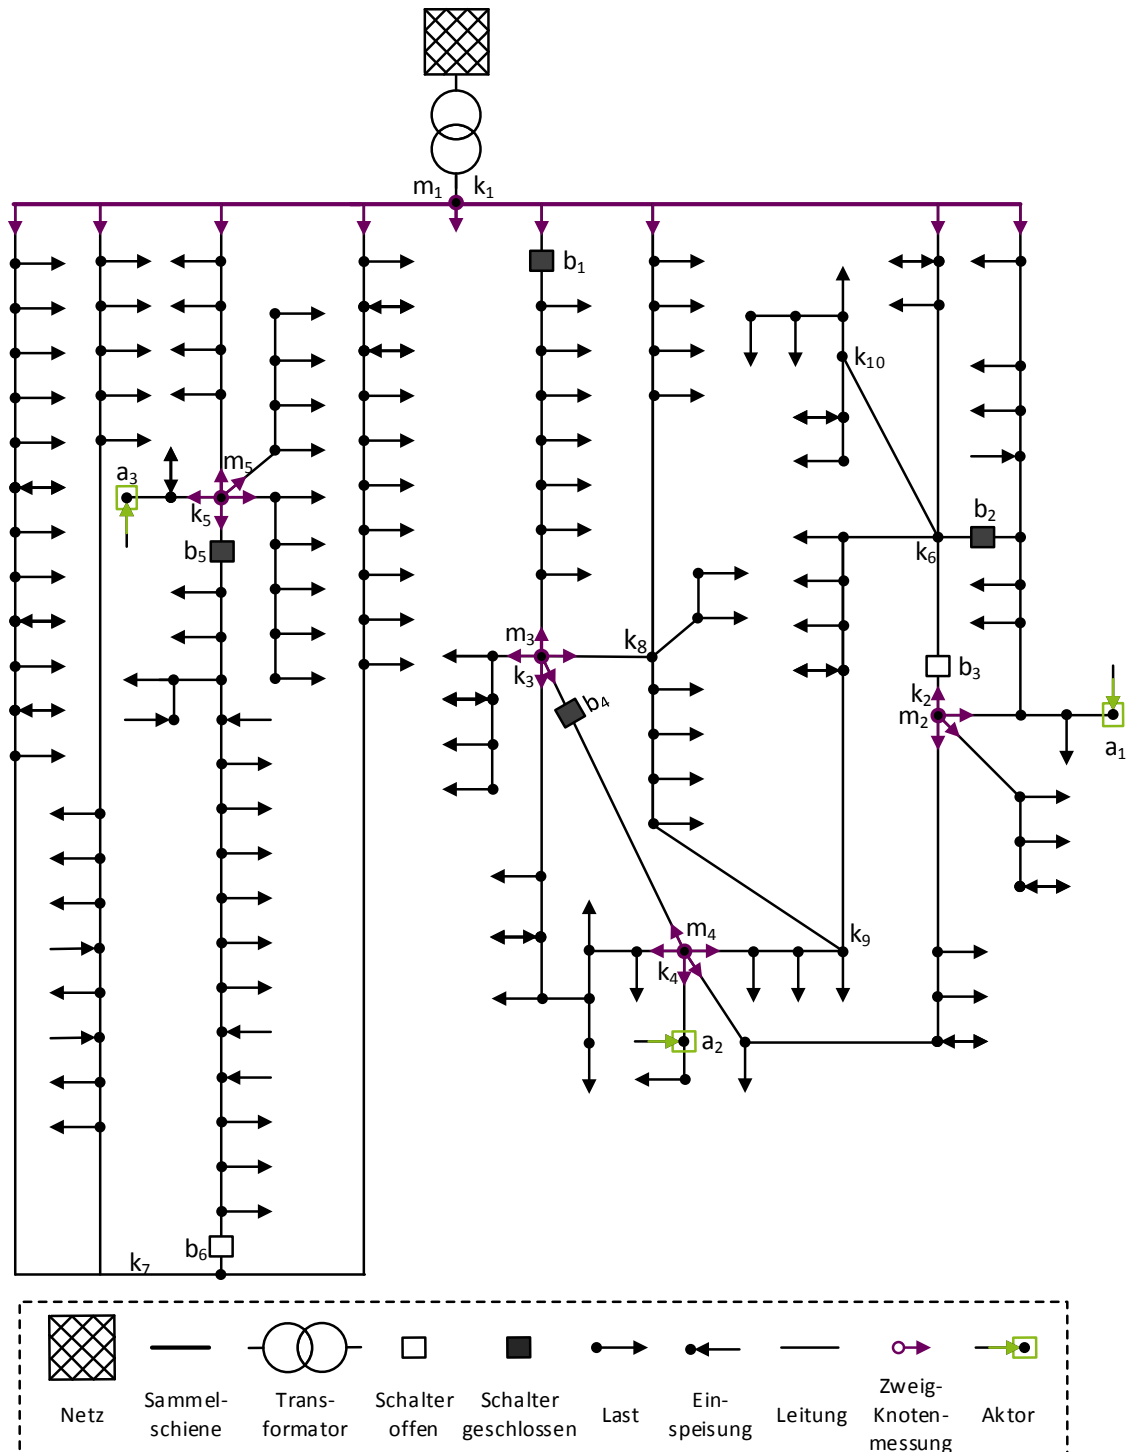 m1 k1
b1
k10
m5
a3
b2
k5
b5
k6
m3
k8
b3
k3
k2
b4
m2
a1
m4
k9
k4
a2
b6
k7
Netz
Sammel-
schiene
Trans-
formator
Schalter
offen
Schalter
geschlossen
Last
Ein-
speisung
Leitung
Zweig-
Knoten-
messung
Aktor